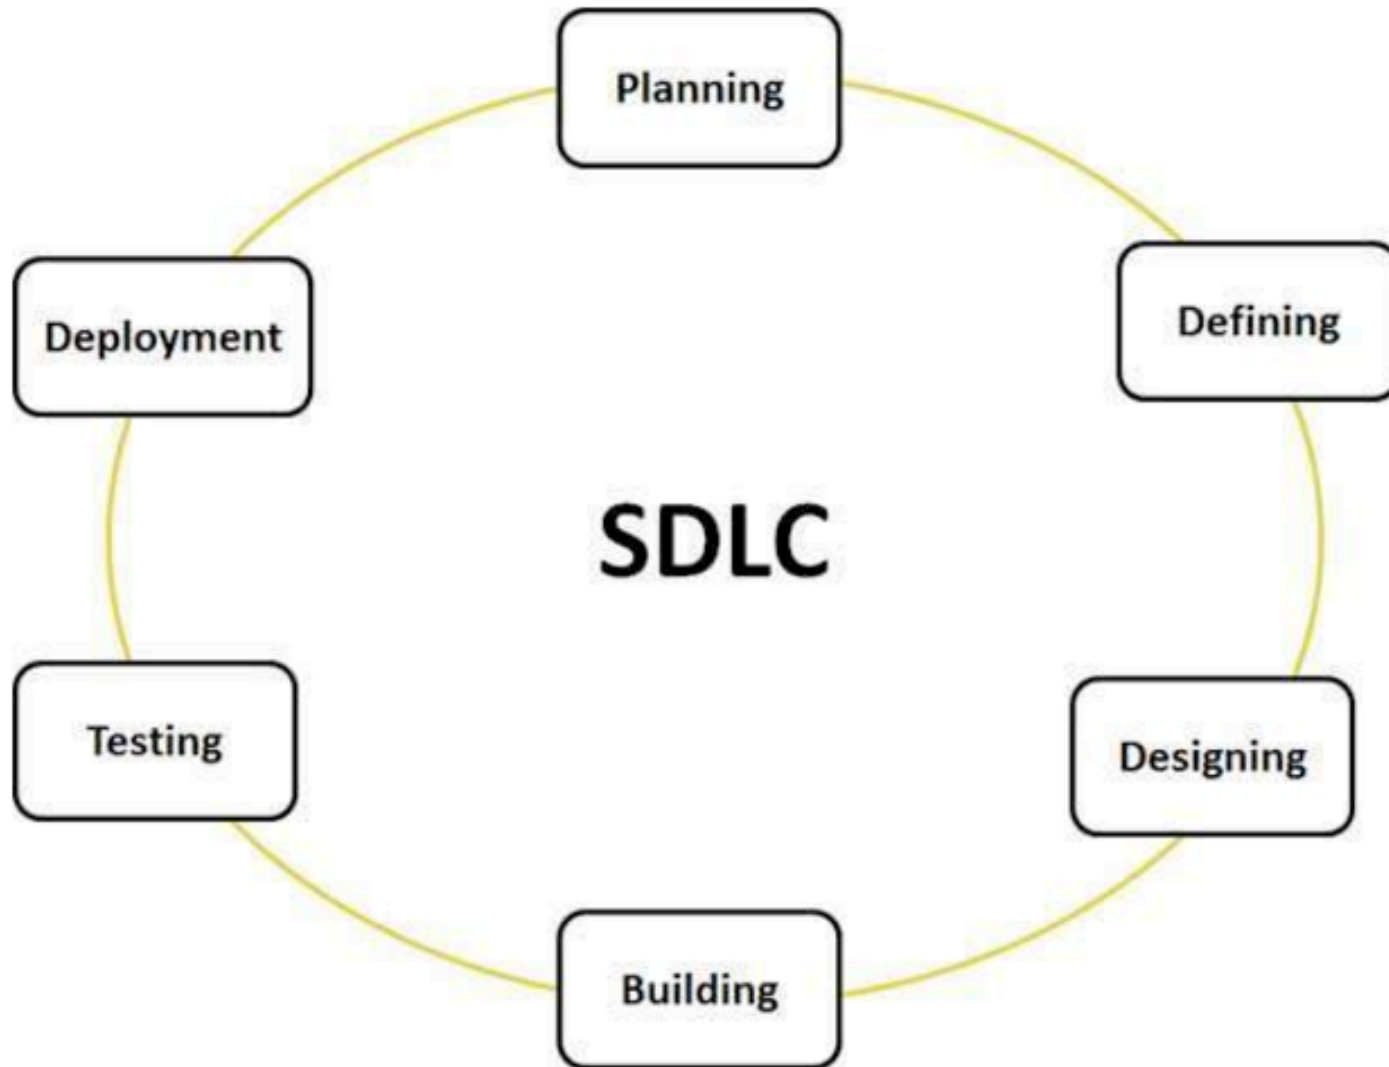 Planning
Defining
Deployment
SDLC
Testing
Designing
Building